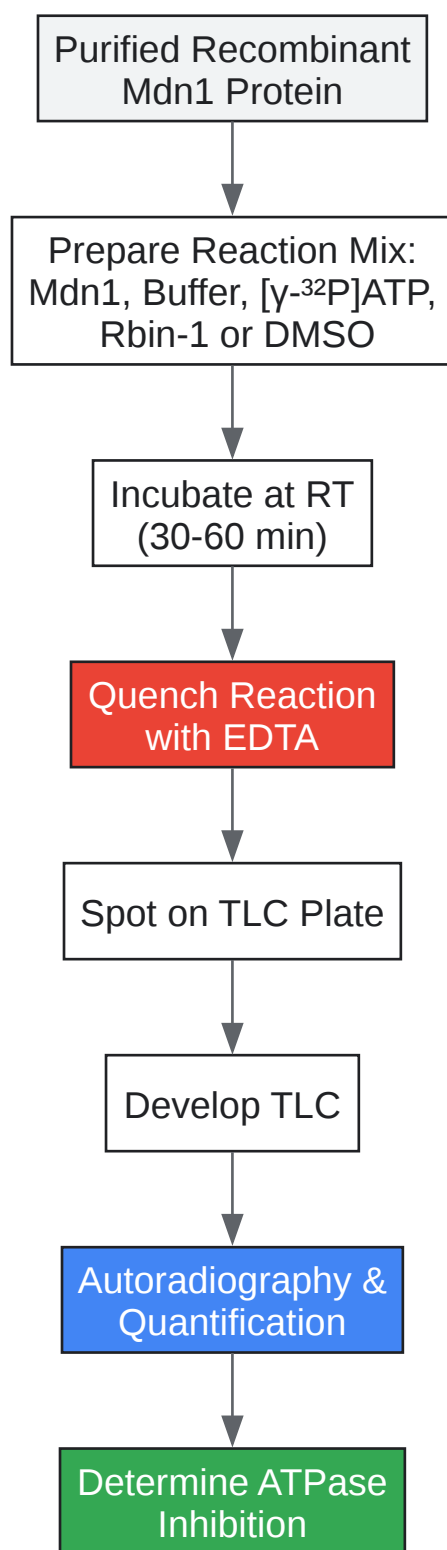 Purified Recombinant
Mdn1 Protein
Prepare Reaction Mix:
Mdn1, Buffer, [γ-³²P]ATP,
Rbin-1 or DMSO
Incubate at RT
(30-60 min)
Quench Reaction
with EDTA
Spot on TLC Plate
Develop TLC
Autoradiography &
Quantification
Determine ATPase
Inhibition